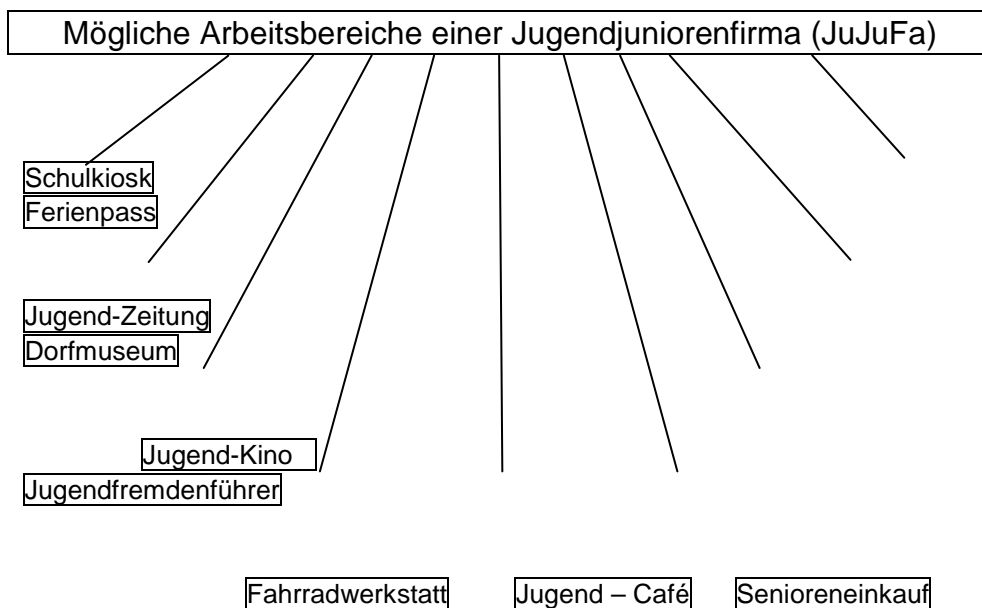 Mögliche Arbeitsbereiche einer Jugendjuniorenfirma (JuJuFa)
Schulkiosk
Ferienpass
Jugend-Zeitung
Dorfmuseum
Jugend-Kino
Jugendfremdenführer
Fahrradwerkstatt Jugend – Café Senioreneinkauf